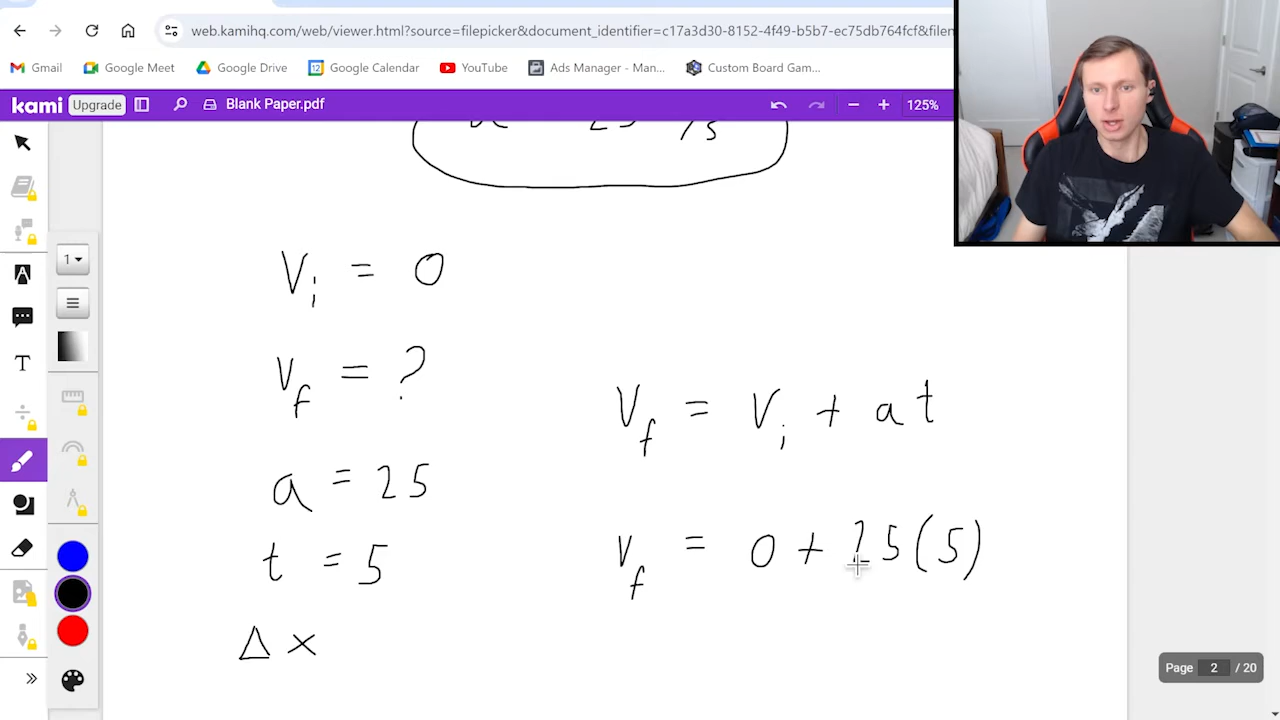 www.kamihq.com/web/viewer.html?source=filepicker&document_identifier=c17a3d30-8152-4f49-b5b7-ec75db764fcf&filen
Gmail Google Meet Google Drive Google Calendar YouTube Ads Manager - Man... Custom Board Gam...
kami Upgrade Blank Paper.pdf 125%
1
T
Vi = 0
Vf = ?
Vf = Vi + at
a = 25
Vf = 0 + 25(5)
t = 5
Δx
Page 2 / 20